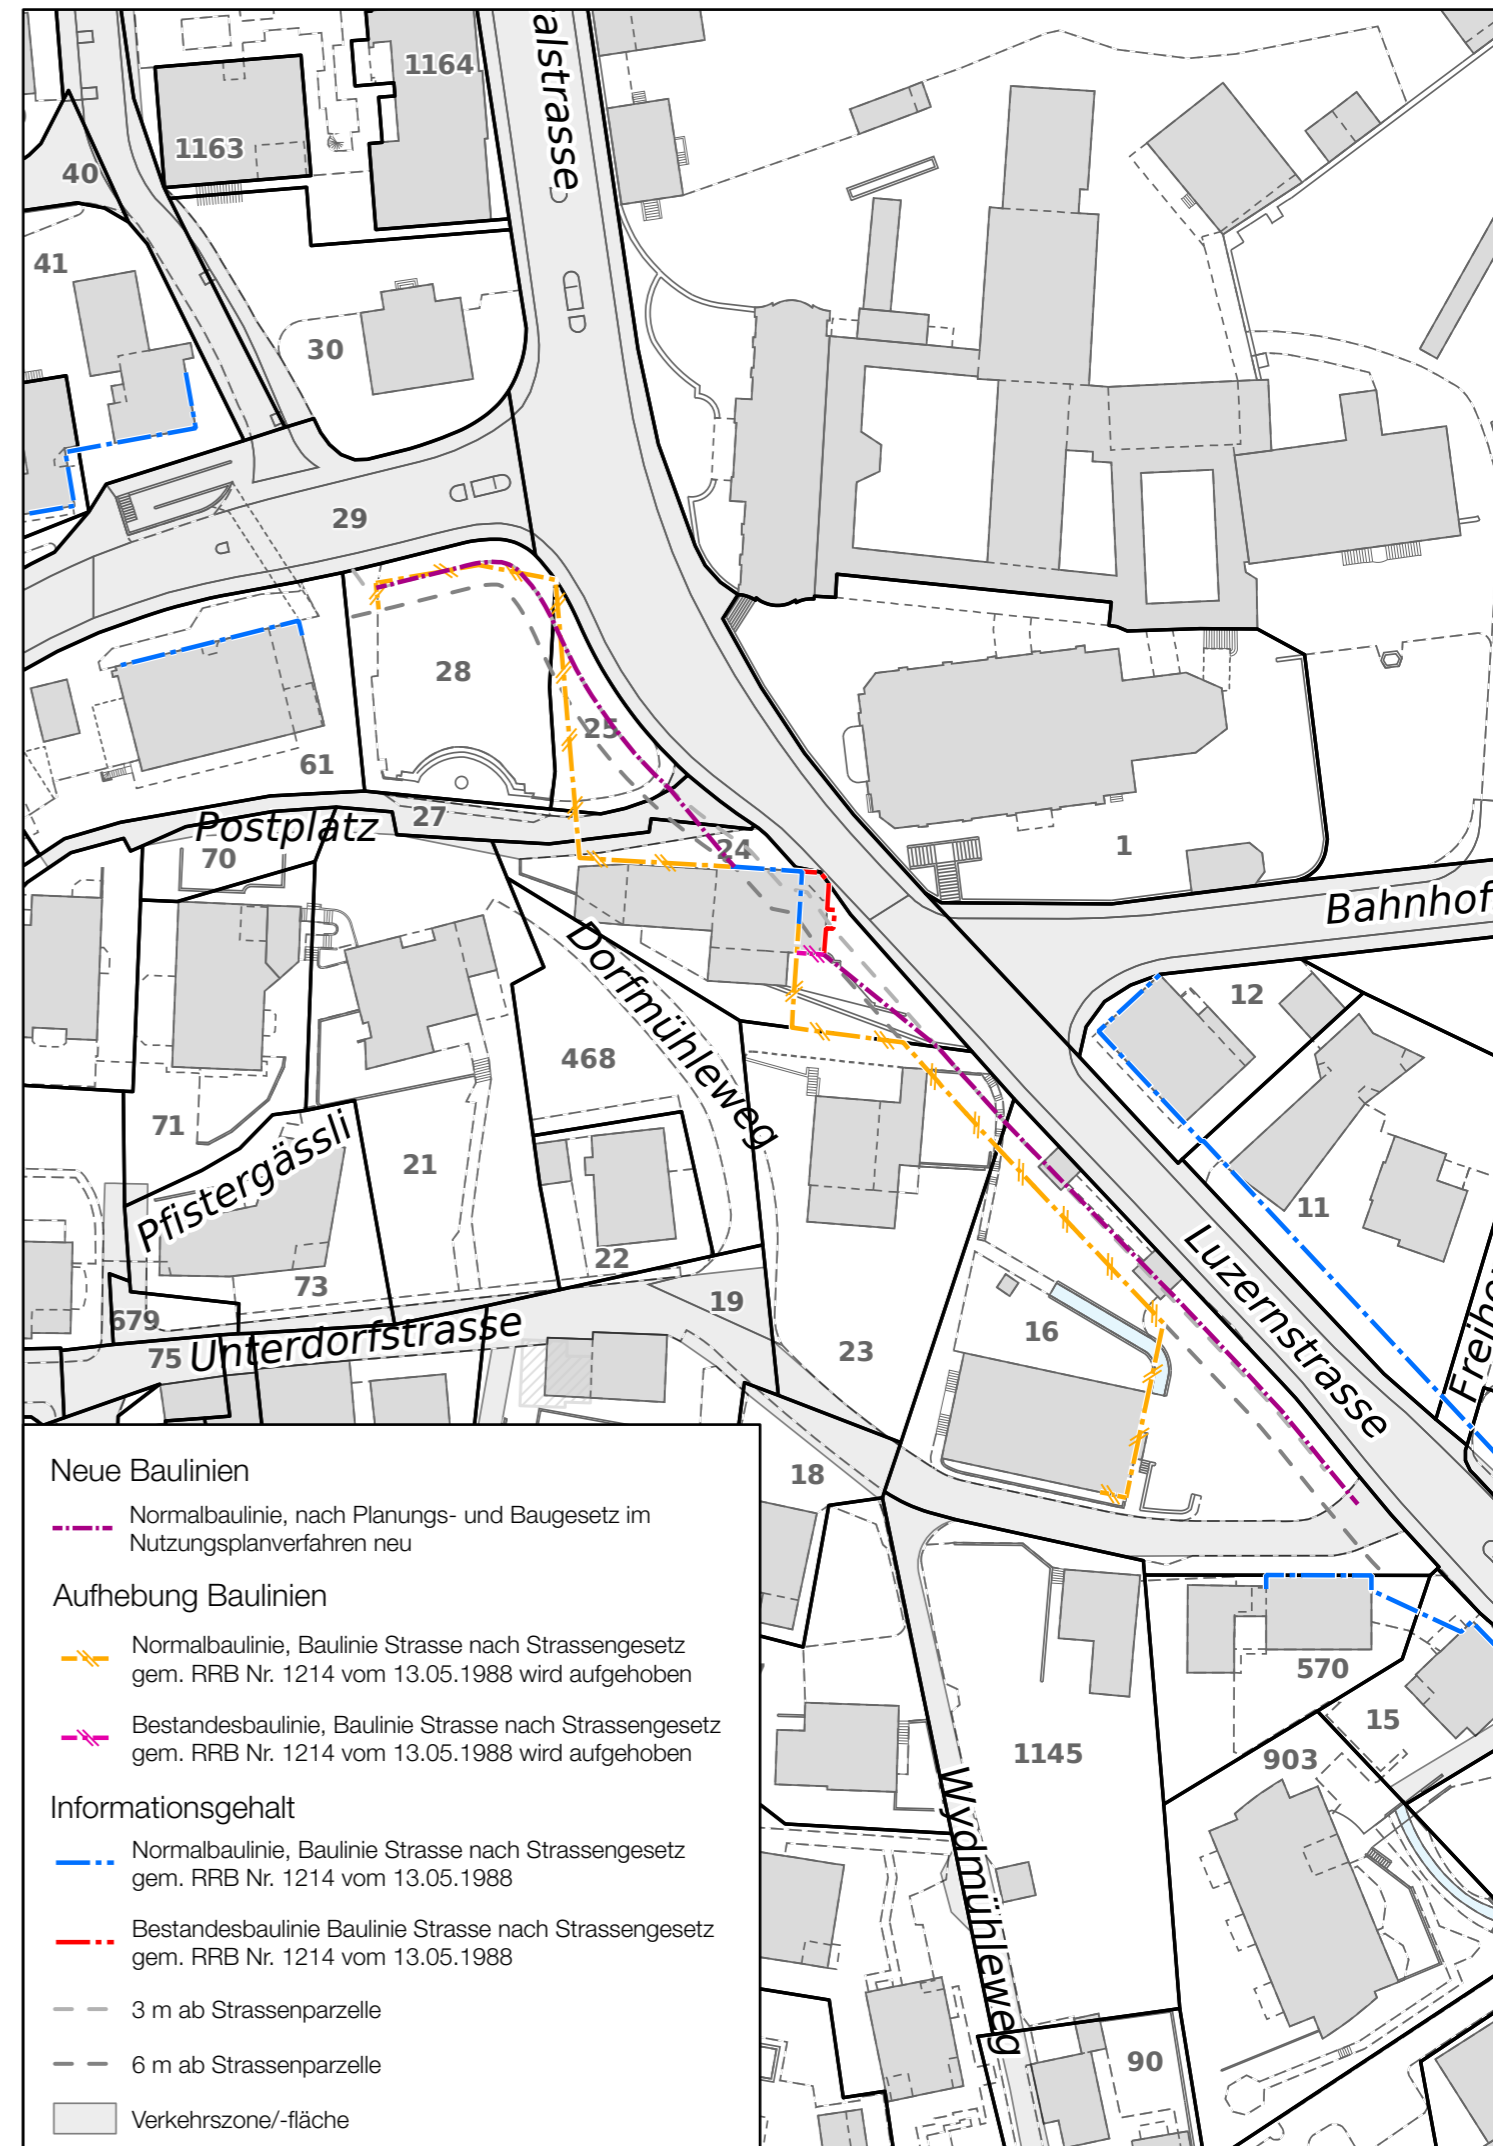 alstrasse
1164
1163
40
41
30
29
28
25
61
27
Postplatz
70
24
1
Bahnhof
Dorfmühleweg
12
468
71
Pfistergässli
21
11
22
73
679
19
Luzernstrasse
Unterdorfstrasse
75
23
16
18
570
15
903
1145
Wydmühleweg
90
Neue Baulinien
Normalbaulinie, nach Planungs- und Baugesetz im
Nutzungsplanverfahren neu
Aufhebung Baulinien
Normalbaulinie, Baulinie Strasse nach Strassengesetz
gem. RRB Nr. 1214 vom 13.05.1988 wird aufgehoben
Bestandesbaulinie, Baulinie Strasse nach Strassengesetz
gem. RRB Nr. 1214 vom 13.05.1988 wird aufgehoben
Informationsgehalt
Normalbaulinie, Baulinie Strasse nach Strassengesetz
gem. RRB Nr. 1214 vom 13.05.1988
Bestandesbaulinie Baulinie Strasse nach Strassengesetz
gem. RRB Nr. 1214 vom 13.05.1988
3 m ab Strassenparzelle
6 m ab Strassenparzelle
Verkehrszone/-fläche